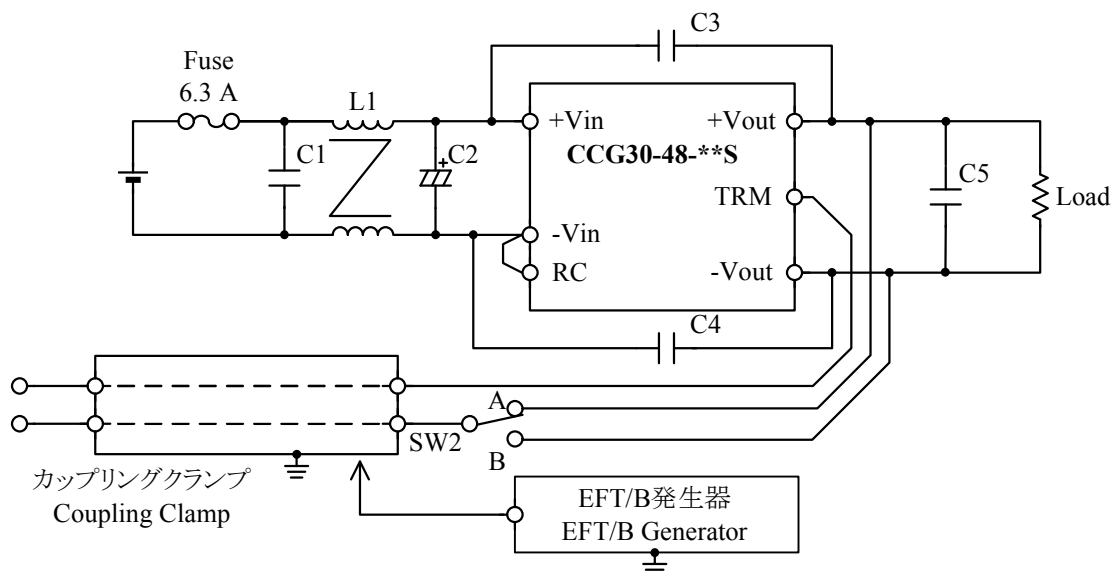 C3
Fuse
6.3 A
L1
+Vin
+Vout
C1
+
C2
CCG30-48-**S
C5
TRM
Load
-Vin
RC
-Vout
C4
A
SW2
B
カップリングクランプ
Coupling Clamp
EFT/B発生器
EFT/B Generator